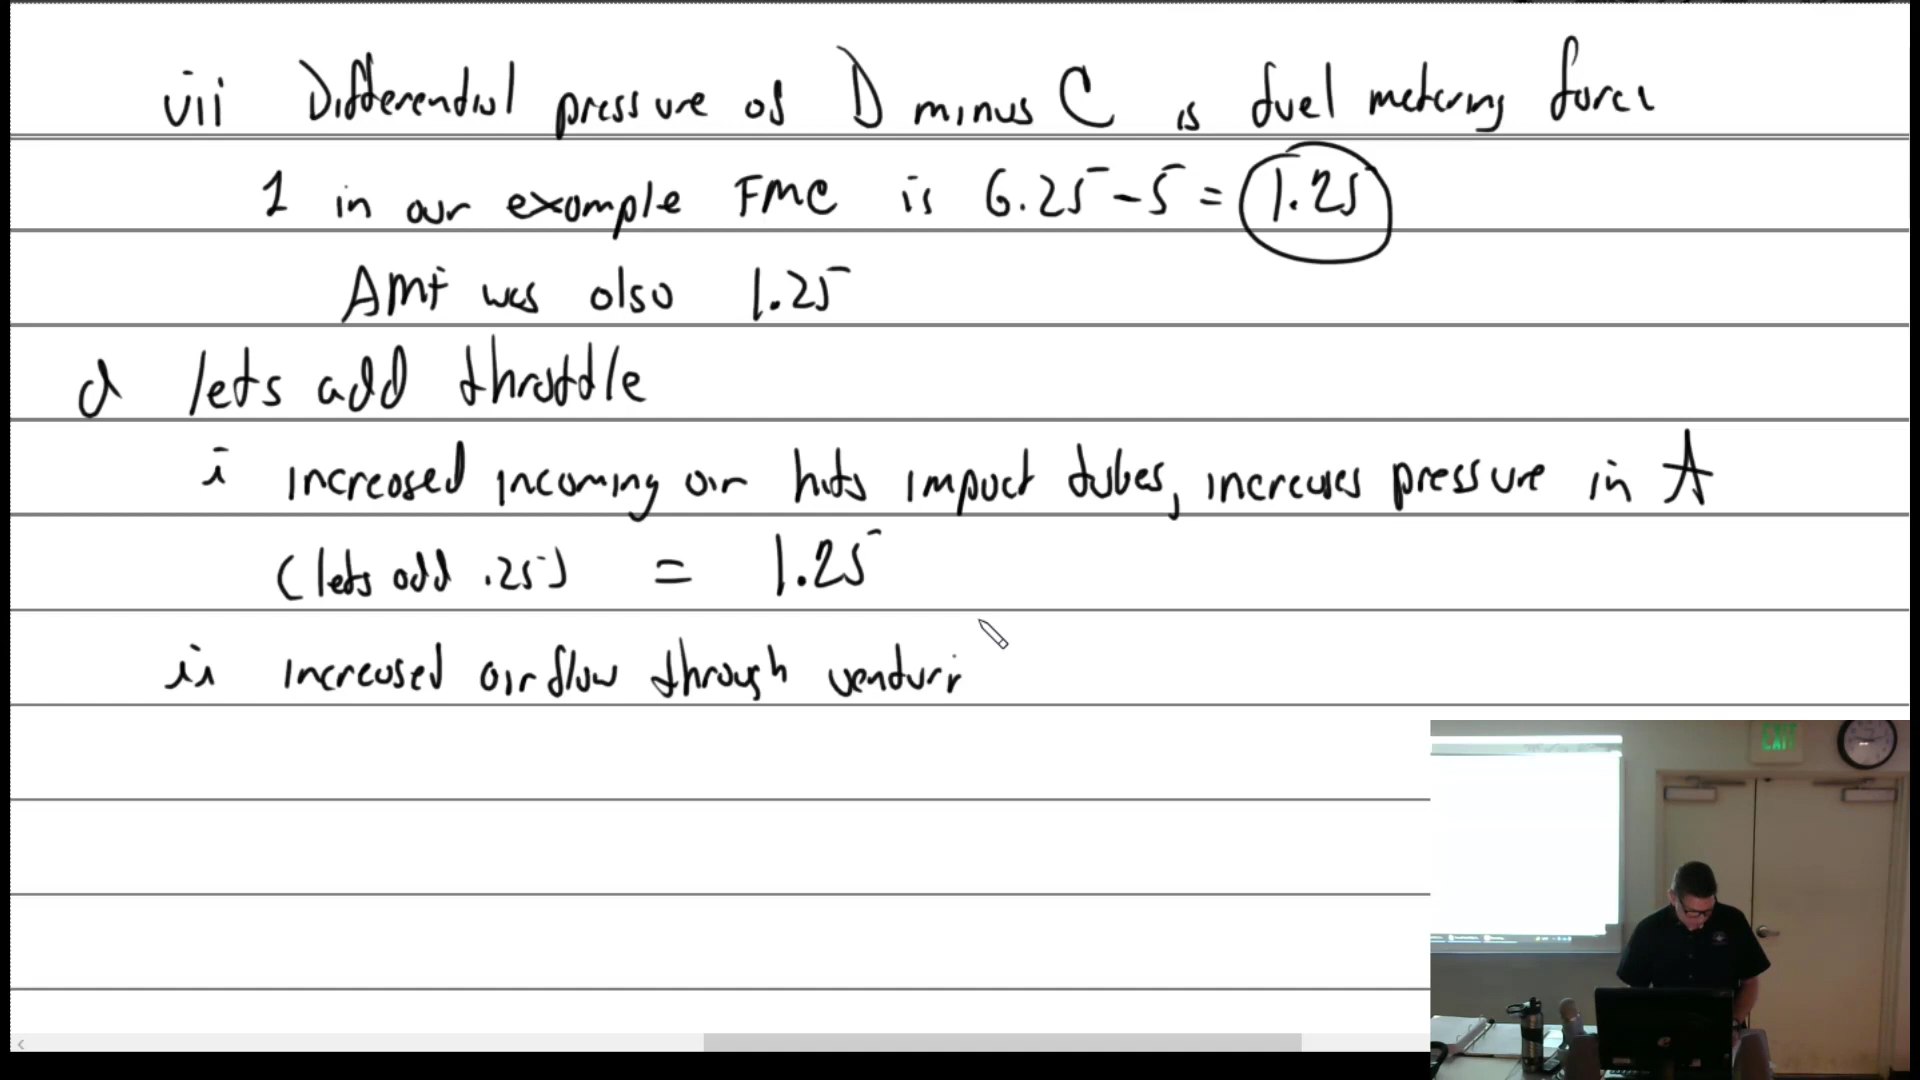 vii Differential pressure of D minus C is fuel metering force
1 in our example FMC is 6.25-5 = 1.25
AMF was also 1.25
d lets add throttle
i increased incoming air hits impact tubes, increases pressure in A
(lets add .25) = 1.25
ii increased airflow through venturi
EXIT